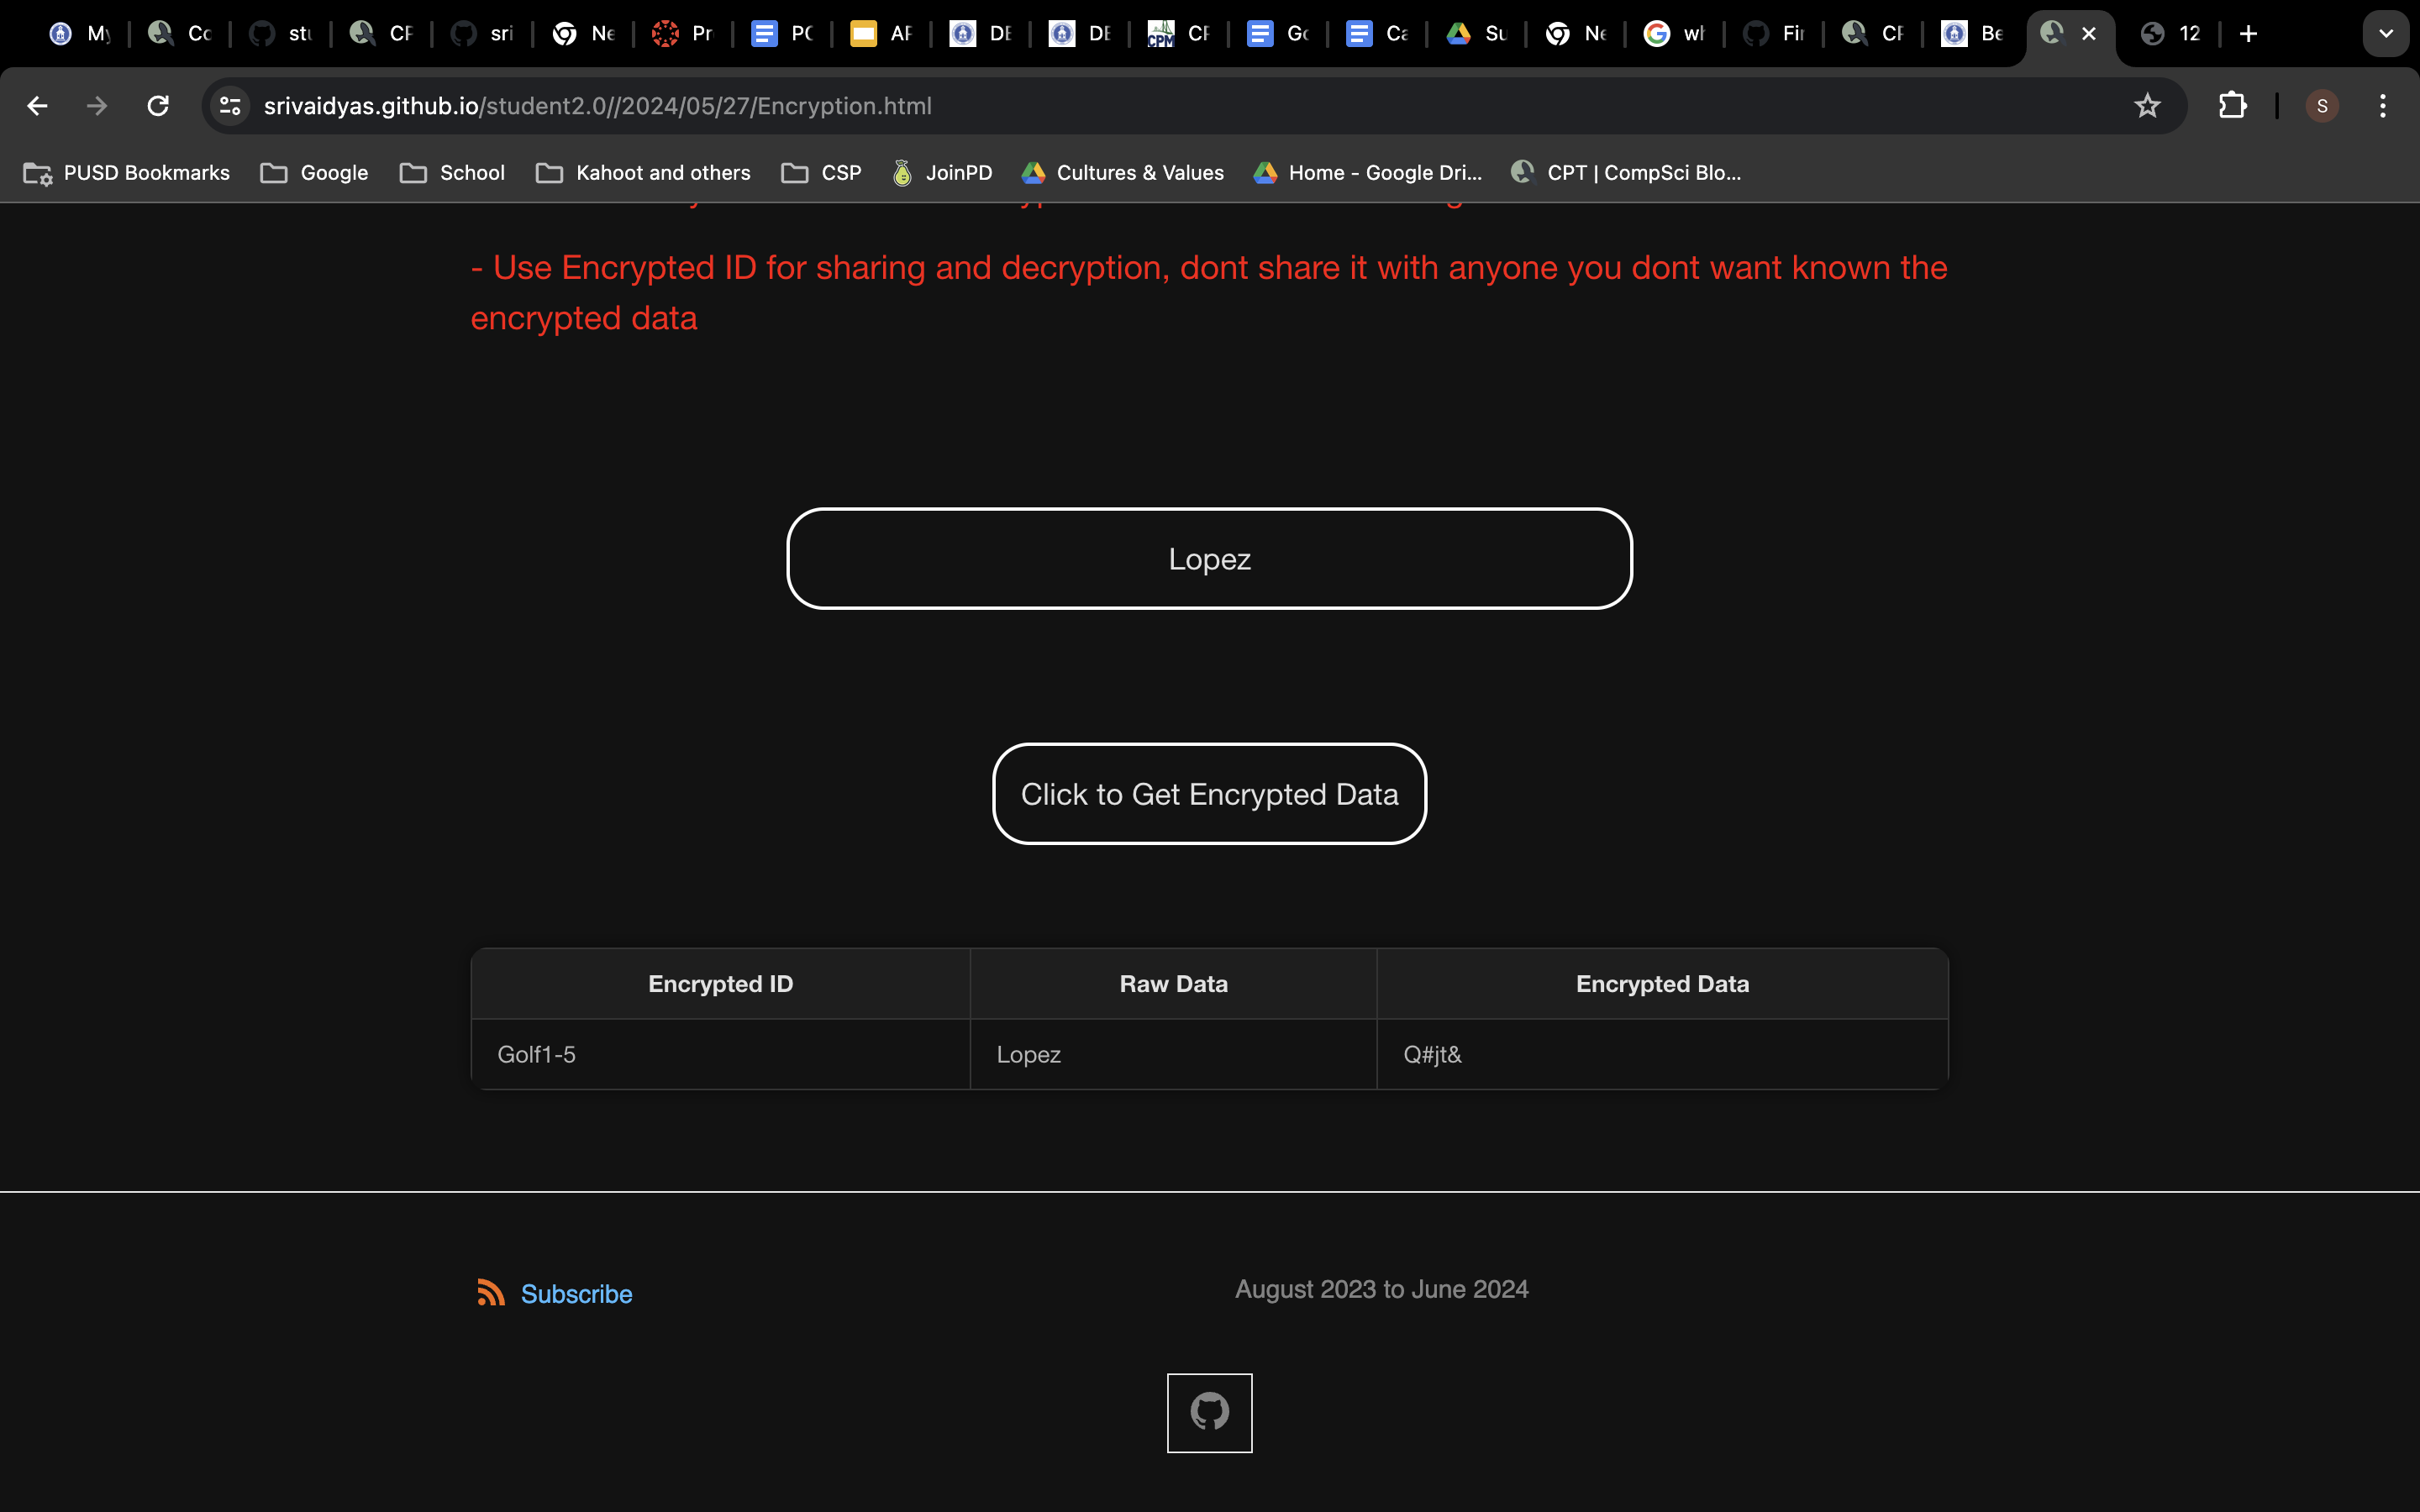 My
Co
stu
CF
sri
Ne
Pr
PC
AF
DE
DE
CPM
CF
Go
Ca
Su
Ne
wh
Fir
CF
Be
12
srivaidyas.github.io/student2.0//2024/05/27/Encryption.html
S
PUSD Bookmarks
Google
School
Kahoot and others
CSP
JoinPD
Cultures & Values
Home - Google Dri...
CPT | CompSci Blo...
- Use Encrypted ID for sharing and decryption, dont share it with anyone you dont want known the
encrypted data
Lopez
Click to Get Encrypted Data
Encrypted ID Raw Data Encrypted Data
Golf1-5 Lopez Q#jt&
Subscribe
August 2023 to June 2024